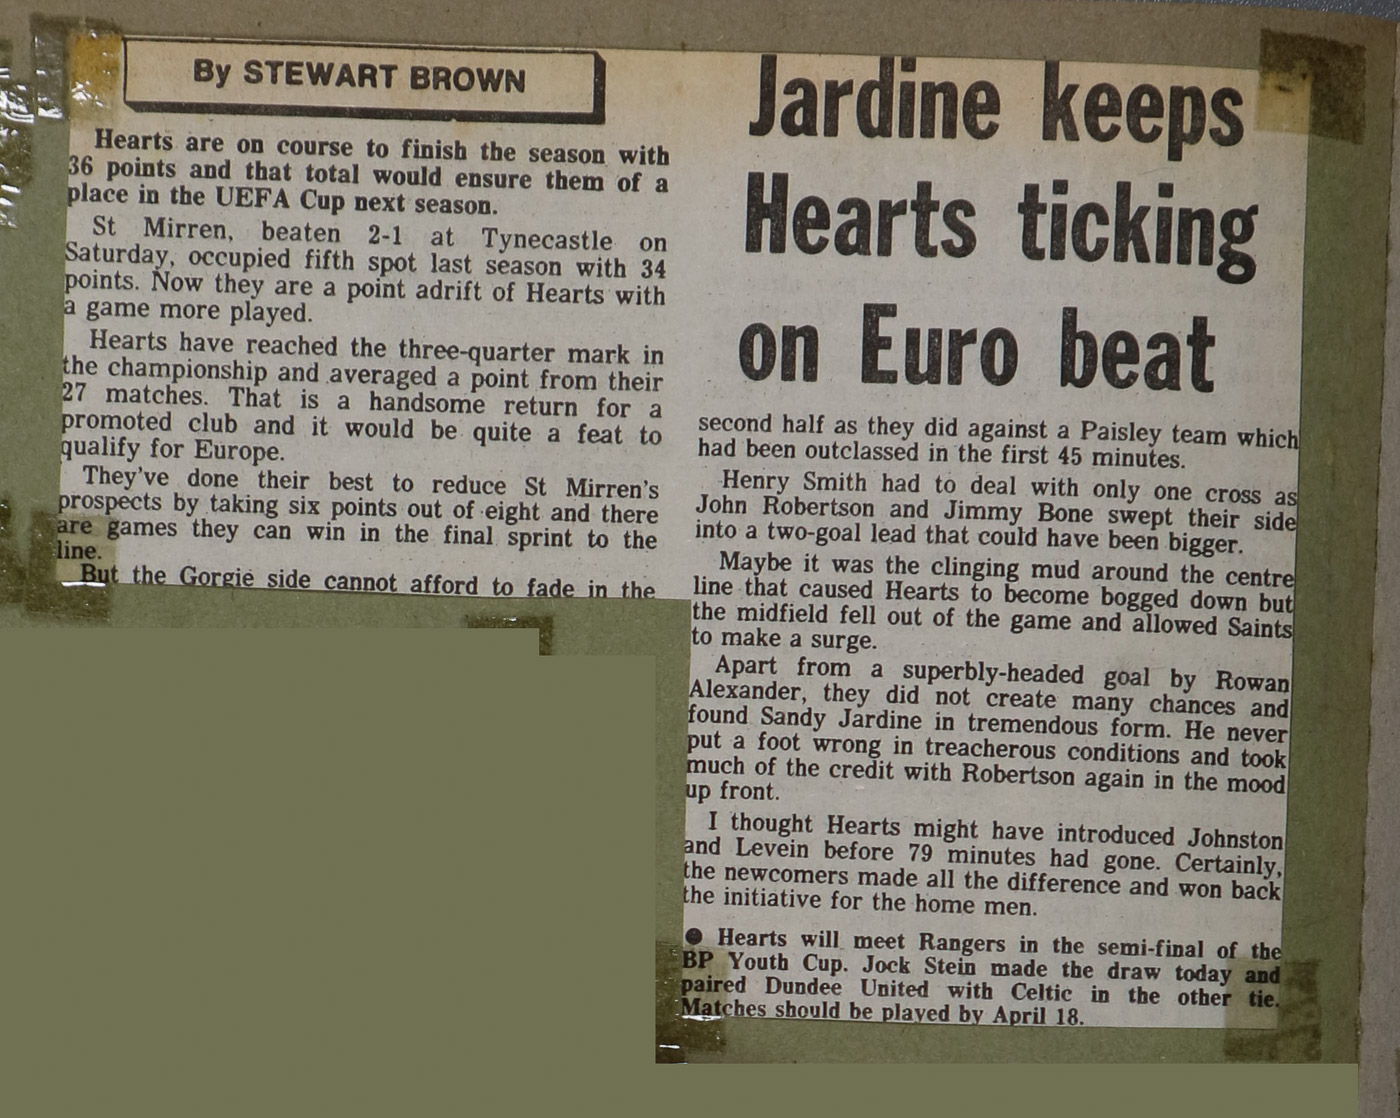 By STEWART BROWN
Jardine keeps
Hearts ticking
on Euro beat
Hearts are on course to finish the season with
36 points and that total would ensure them of a
place in the UEFA Cup next season.
St Mirren, beaten 2-1 at Tynecastle on
Saturday, occupied fifth spot last season with 34
points. Now they are a point adrift of Hearts with
a game more played.
Hearts have reached the three-quarter mark in
the championship and averaged a point from their
27 matches. That is a handsome return for a
promoted club and it would be quite a feat to
qualify for Europe.
They've done their best to reduce St Mirren's
prospects by taking six points out of eight and there
are games they can win in the final sprint to the
line.
But the Gorgie side cannot afford to fade in the
second half as they did against a Paisley team which
had been outclassed in the first 45 minutes.
Henry Smith had to deal with only one cross as
John Robertson and Jimmy Bone swept their side
into a two-goal lead that could have been bigger.
Maybe it was the clinging mud around the centre
line that caused Hearts to become bogged down but
the midfield fell out of the game and allowed Saints
to make a surge.
Apart from a superbly-headed goal by Rowan
Alexander, they did not create many chances and
found Sandy Jardine in tremendous form. He never
put a foot wrong in treacherous conditions and took
much of the credit with Robertson again in the mood
up front.
I thought Hearts might have introduced Johnston
and Levein before 79 minutes had gone. Certainly,
the newcomers made all the difference and won back
the initiative for the home men.
● Hearts will meet Rangers in the semi-final of the
BP Youth Cup. Jock Stein made the draw today and
paired Dundee United with Celtic in the other tie.
Matches should be played by April 18.